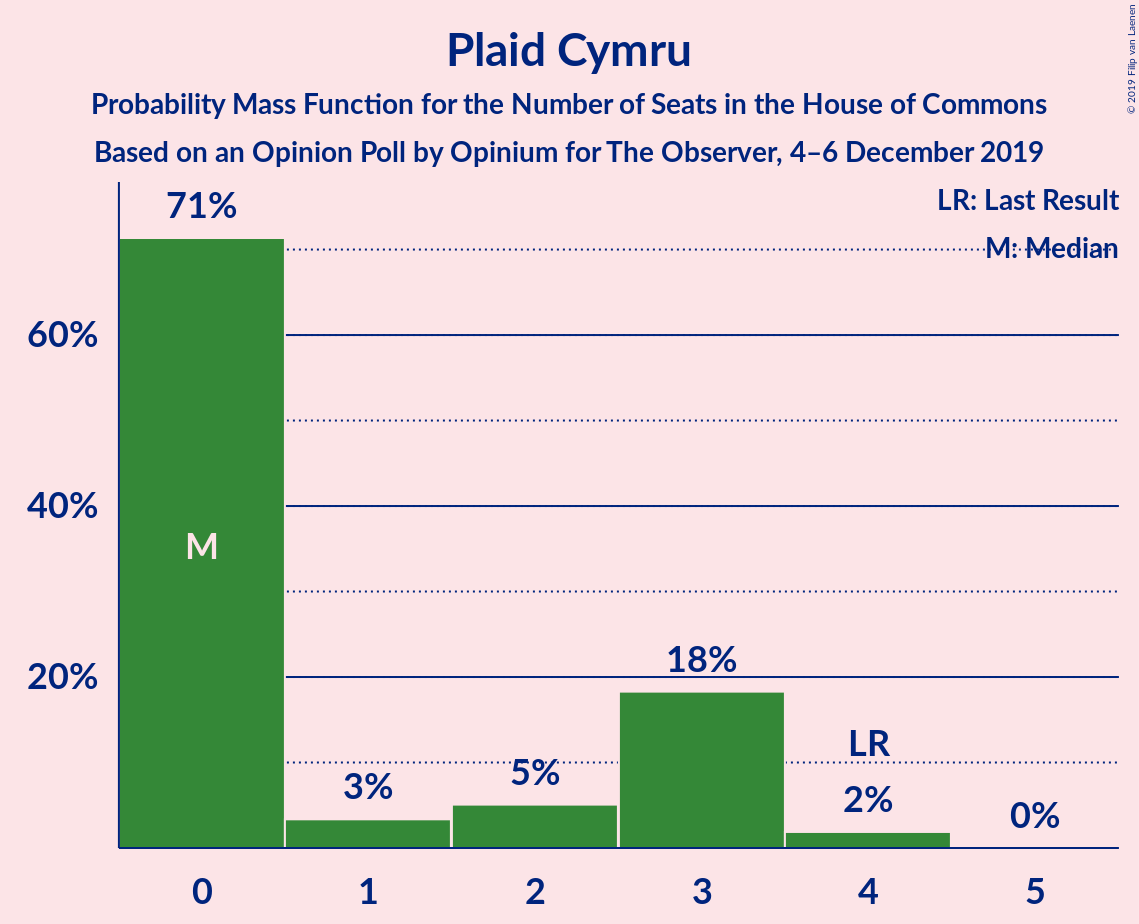 Plaid Cymru
Probability Mass Function for the Number of Seats in the House of Commons
Based on an Opinion Poll by Opinium for The Observer, 4–6 December 2019
© 2019 Filip van Laenen
LR: Last Result
M: Median
71%
60%
40%
M
20%
18%
LR
3%
5%
2%
0%
0 1 2 3 4 5